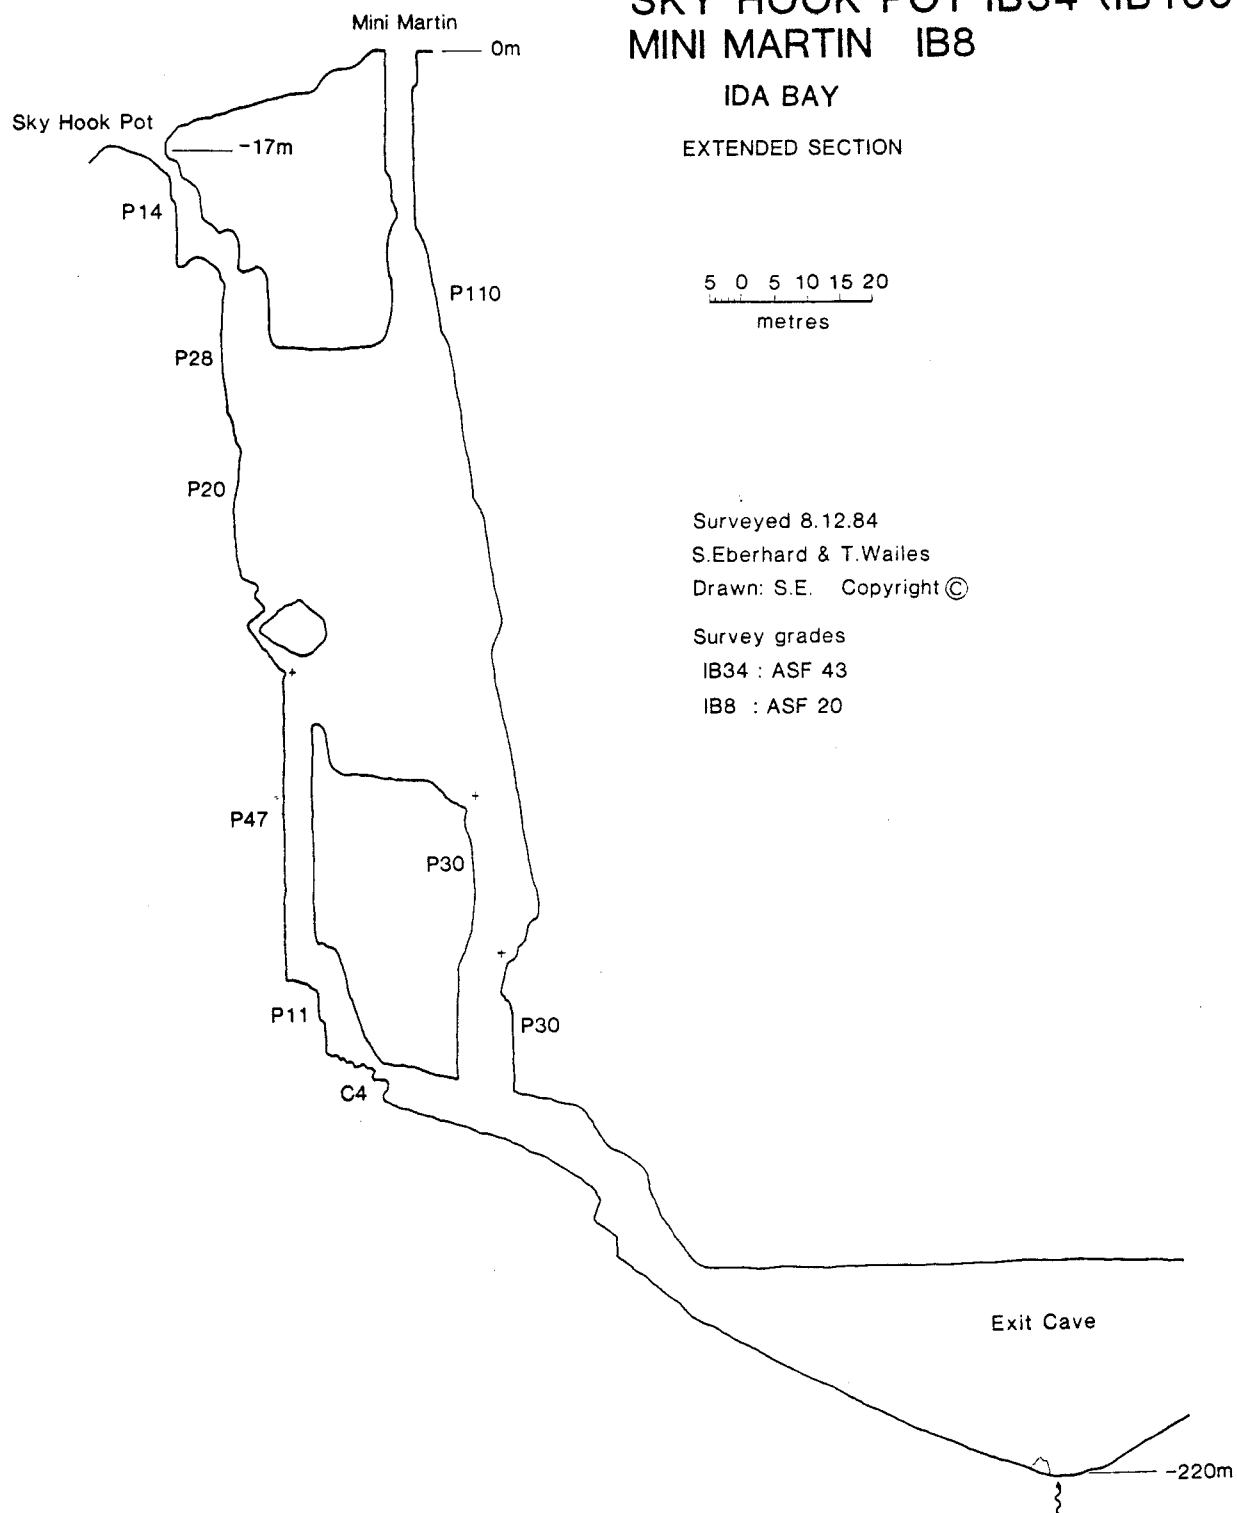 SKY HOOK POT IB34
MINI MARTIN IB8
IDA BAY
EXTENDED SECTION
Mini Martin
0m
Sky Hook Pot
-17m
P14
P110
5 0 5 10 15 20
metres
P28
P20
Surveyed 8.12.84
S.Eberhard & T.Wailes
Drawn: S.E. Copyright ©
Survey grades
IB34 : ASF 43
IB8 : ASF 20
P47
P30
P11
P30
C4
Exit Cave
-220m